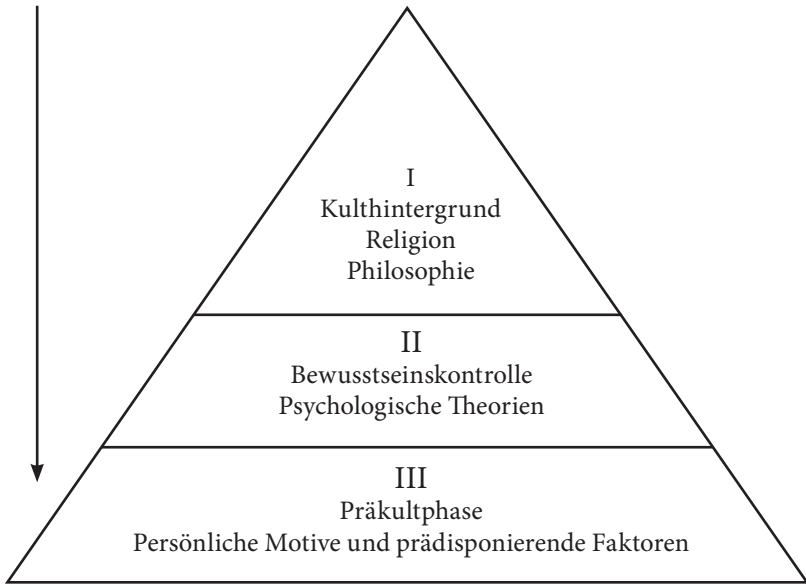 I
Kulthintergrund
Religion
Philosophie
II
Bewusstseinskontrolle
Psychologische Theorien
III
Präkultphase
Persönliche Motive und prädisponierende Faktoren